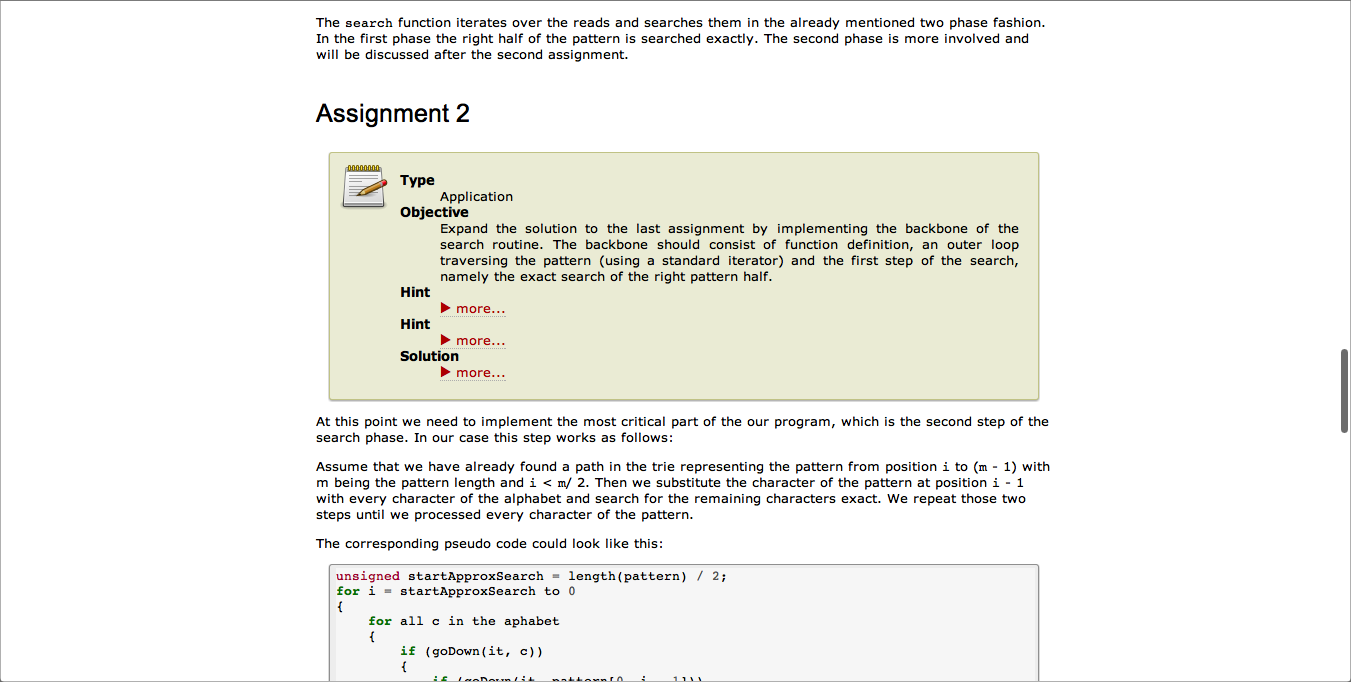 The search function iterates over the reads and searches them in the already mentioned two phase fashion.
In the first phase the right half of the pattern is searched exactly. The second phase is more involved and
will be discussed after the second assignment.
Assignment 2
Type
Application
Objective
Expand the solution to the last assignment by implementing the backbone of the
search routine. The backbone should consist of function definition, an outer loop
traversing the pattern (using a standard iterator) and the first step of the search,
namely the exact search of the right pattern half.
Hint
▶ more...
Hint
▶ more...
Solution
▶ more...
At this point we need to implement the most critical part of the our program, which is the second step of the
search phase. In our case this step works as follows:
Assume that we have already found a path in the trie representing the pattern from position i to (m - 1) with
m being the pattern length and i < m/ 2. Then we substitute the character of the pattern at position i - 1
with every character of the alphabet and search for the remaining characters exact. We repeat those two
steps until we processed every character of the pattern.
The corresponding pseudo code could look like this:
unsigned startApproxSearch = length(pattern) / 2;
for i = startApproxSearch to 0
{
    for all c in the aphabet
    {
        if (goDown(it, c))
        {
            if (goDown(it, pattern[0..i - 1]))